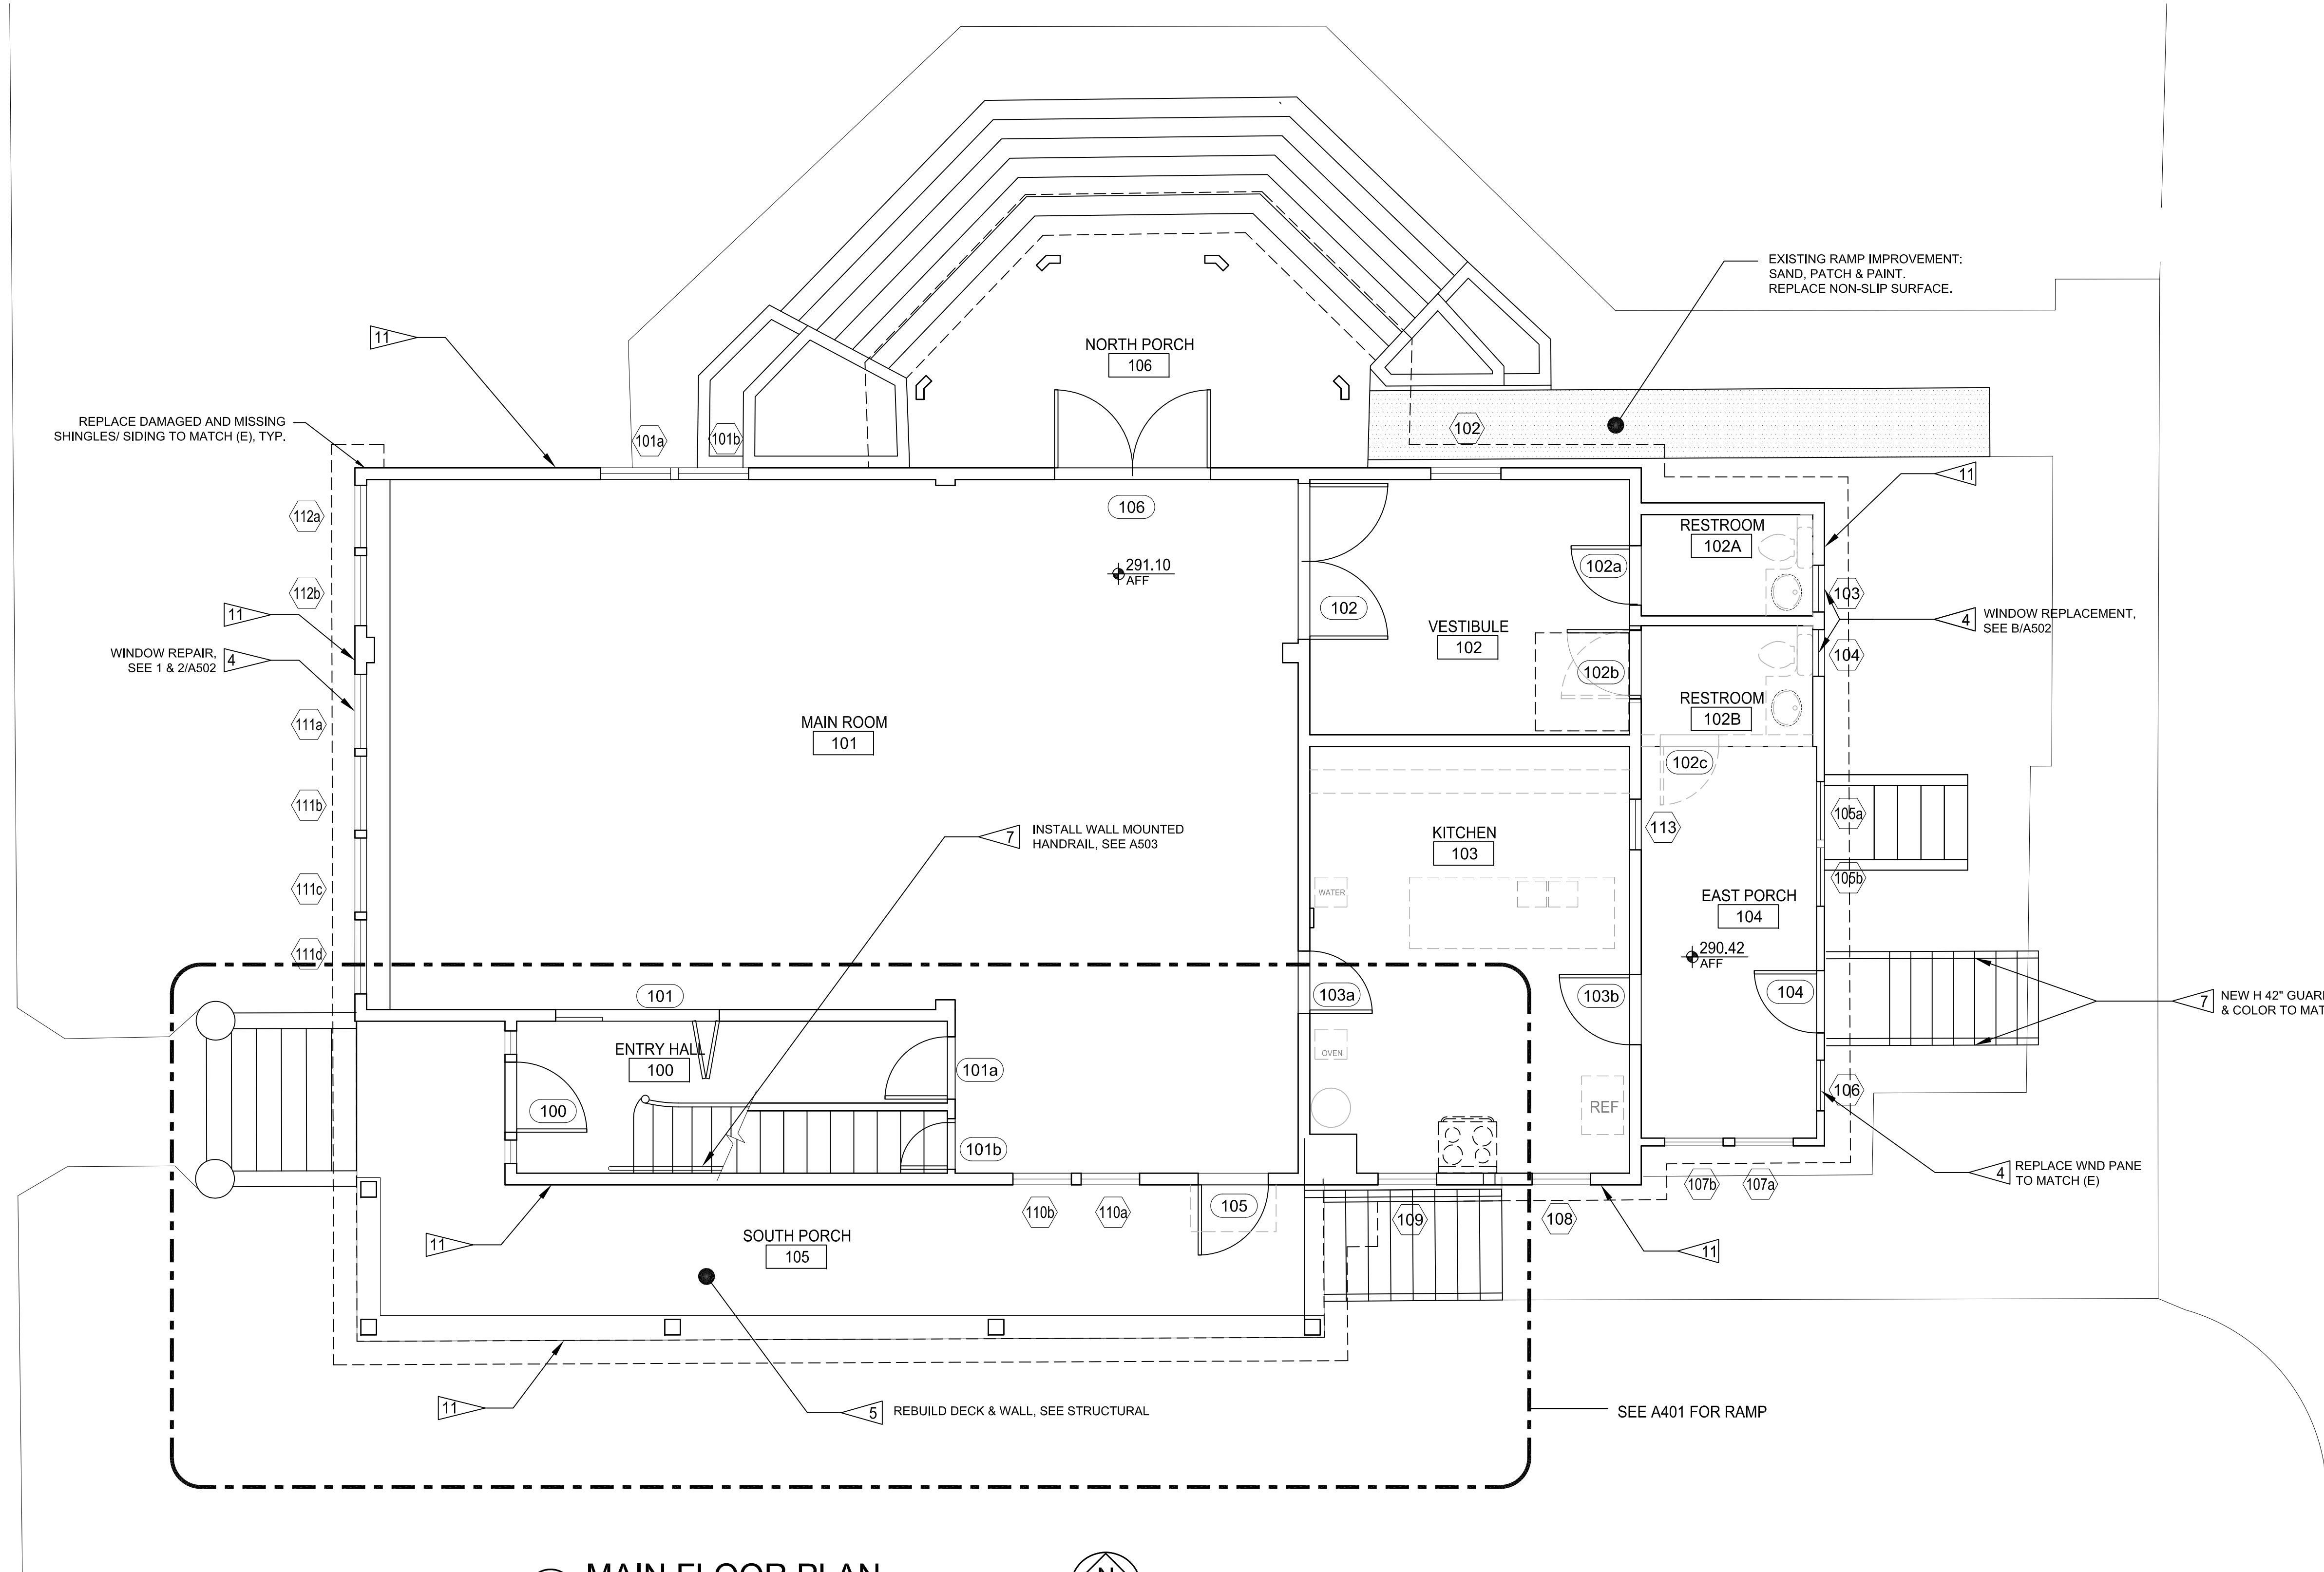 EXISTING RAMP IMPROVEMENT:
SAND, PATCH & PAINT.
REPLACE NON-SLIP SURFACE.
11
NORTH PORCH
106
REPLACE DAMAGED AND MISSING
SHINGLES/ SIDING TO MATCH (E), TYP.
101a
101b
102
11
112a
106
RESTROOM
102A
291.10
AFF
102a
112b
102
103
11
VESTIBULE
102
4
WINDOW REPLACEMENT,
SEE B/A502
WINDOW REPAIR,
SEE 1 & 2/A502
4
104
102b
RESTROOM
102B
111a
MAIN ROOM
101
102c
111b
105a
7
INSTALL WALL MOUNTED
HANDRAIL, SEE A503
KITCHEN
103
113
111c
WATER
105b
EAST PORCH
104
111d
290.42
AFF
101
103a
103b
104
7
NEW H 42" GUAR
& COLOR TO MAT
ENTRY HALL
100
OVEN
101a
106
100
REF
101b
4
REPLACE WND PANE
TO MATCH (E)
110b
110a
105
109
108
107b
107a
11
SOUTH PORCH
105
11
11
5
REBUILD DECK & WALL, SEE STRUCTURAL
SEE A401 FOR RAMP
MAIN FLOOR PLAN
N